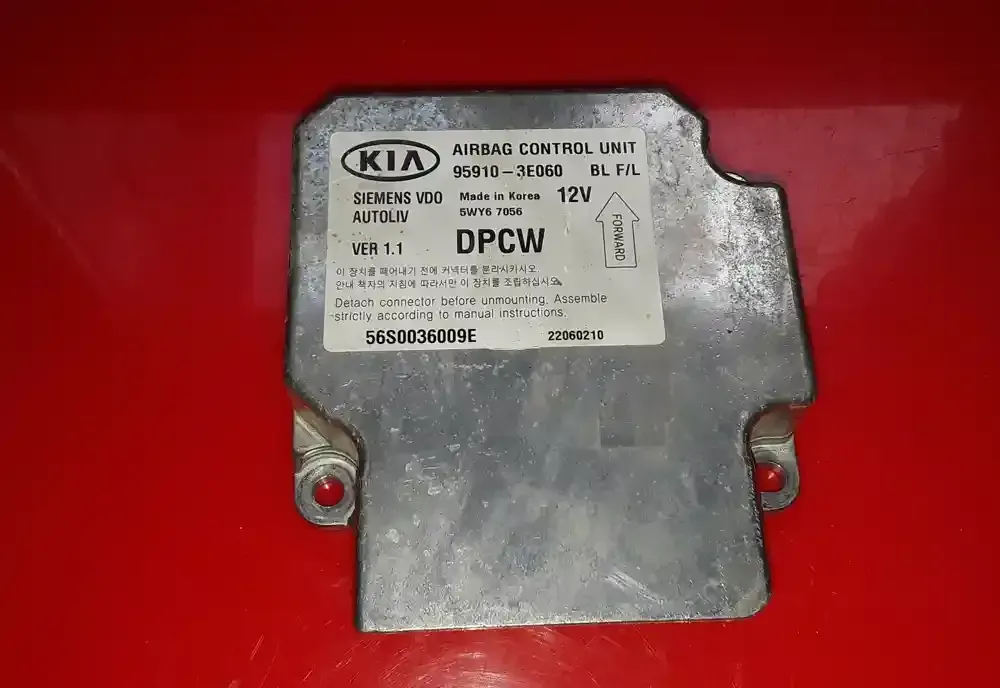 KIA AIRBAG CONTROL UNIT
95910-3E060 BL F/L
SIEMENS VDO Made in Korea 12V
AUTOLIV 5WY6 7056
FORWARD
VER 1.1 DPCW
이 장치를 떼어내기 전에 커넥터를 분리시키시오.
안내 책자의 지침에 따라서만 이 장치를 조립하십시오.
Detach connector before unmounting. Assemble
strictly according to manual instructions.
56S0036009E 22060210